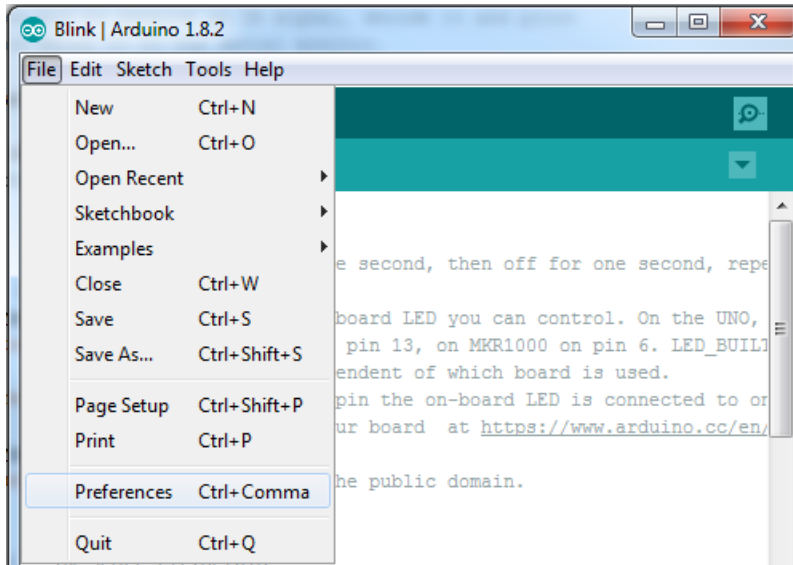 Blink | Arduino 1.8.2
File Edit Sketch Tools Help
New Ctrl+N
Open... Ctrl+O
Open Recent
Sketchbook
Examples
Close Ctrl+W
Save Ctrl+S
Save As... Ctrl+Shift+S
Page Setup Ctrl+Shift+P
Print Ctrl+P
Preferences Ctrl+Comma
Quit Ctrl+Q
e second, then off for one second, repe
board LED you can control. On the UNO,
pin 13, on MKR1000 on pin 6. LED_BUILT
endent of which board is used.
pin the on-board LED is connected to on
ur board at https://www.arduino.cc/en/
he public domain.